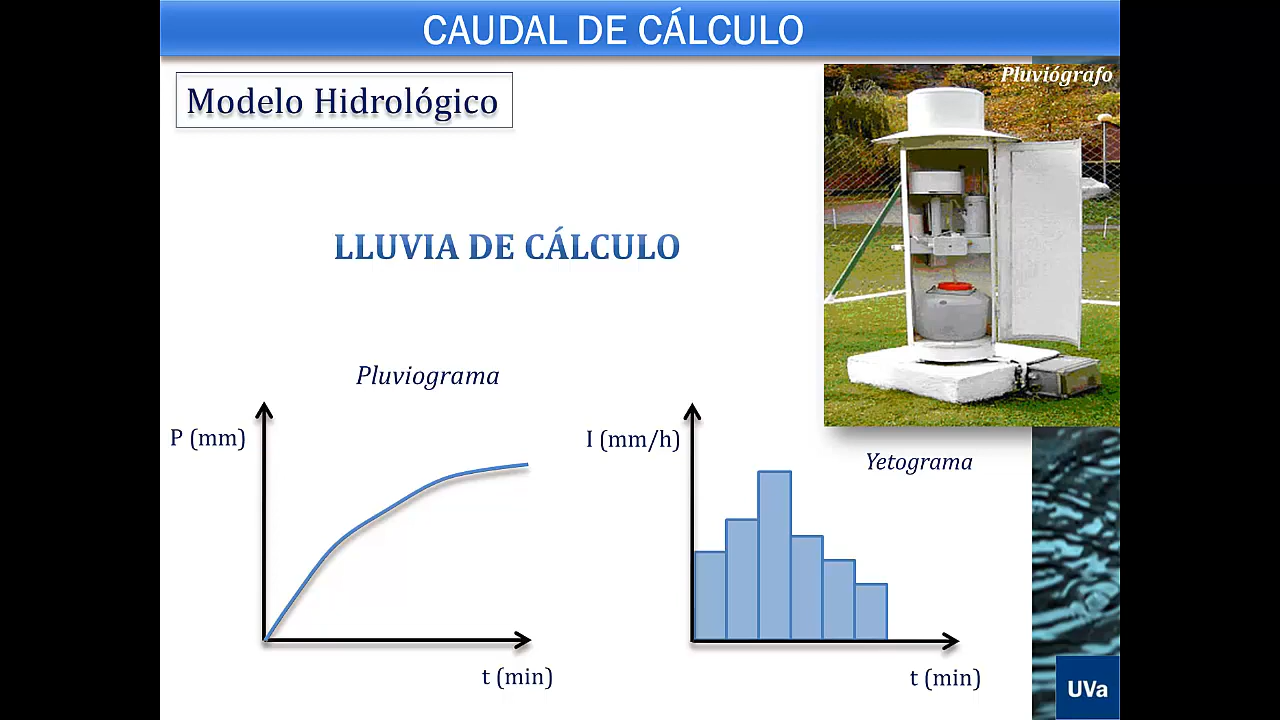 CAUDAL DE CÁLCULO
Modelo Hidrológico
Pluviógrafo
LLUVIA DE CÁLCULO
Pluviograma
P (mm)
t (min)
I (mm/h)
Yetograma
t (min)
UVa